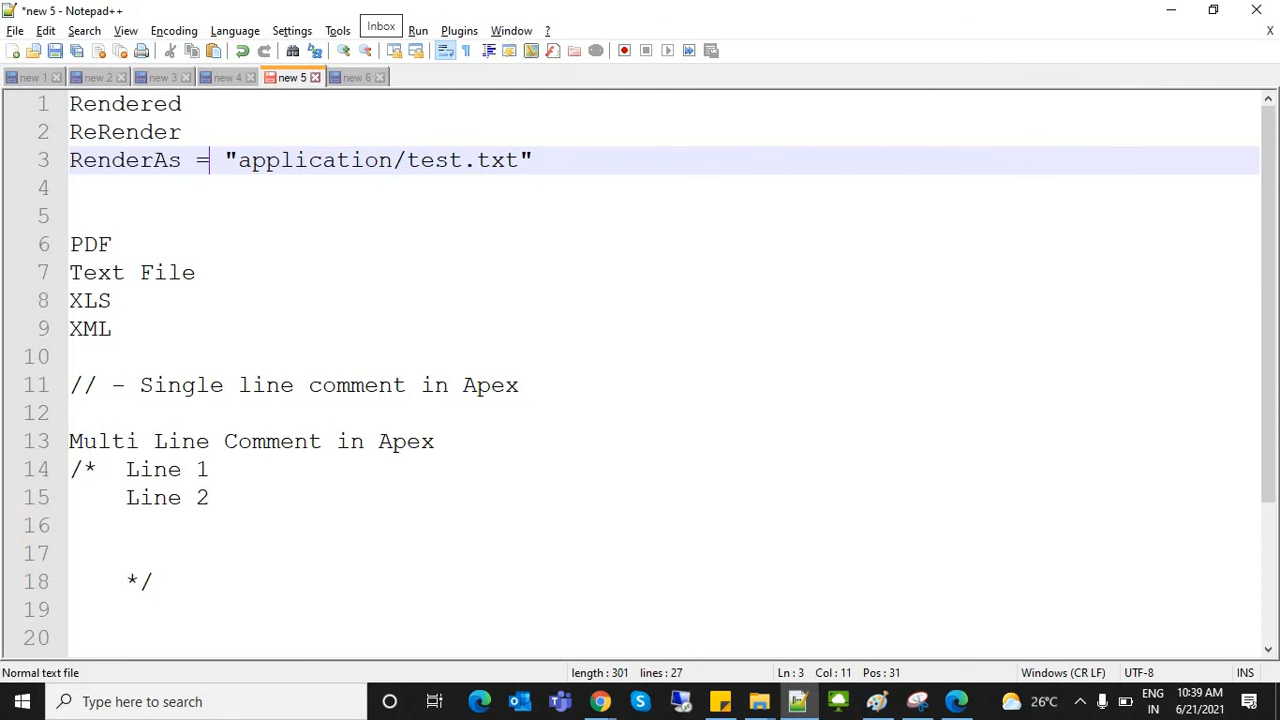 *new 5 - Notepad++
File Edit Search View Encoding Language Settings Tools Run Plugins Window ? X
Inbox
new 1 new 2 new 3 new 4 new 5 new 6
1 Rendered
2 ReRender
3 RenderAs = "application/test.txt"
4
5
6 PDF
7 Text File
8 XLS
9 XML
10
11 // - Single line comment in Apex
12
13 Multi Line Comment in Apex
14 /* Line 1
15 Line 2
16
17
18 */
19
20
Normal text file length : 301 lines : 27 Ln : 3 Col : 11 Pos : 31 Windows (CR LF) UTF-8 INS
Type here to search 26°C ENG IN 10:39 AM 6/21/2021